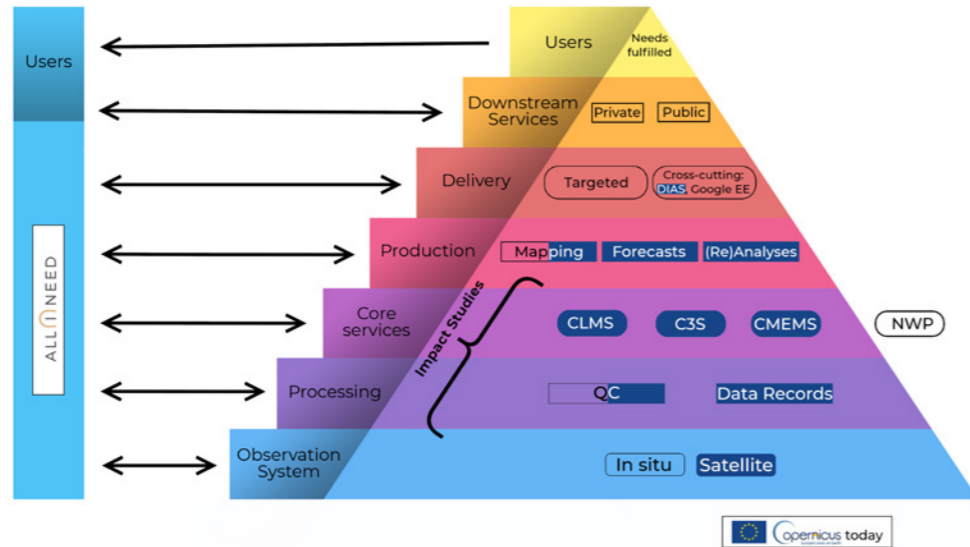 Users
ALL I NEED
Users
Needs
fulfilled
Downstream
Services
Private
Public
Delivery
Targeted
Cross-cutting:
DIAS, Google EE
Production
Mapping
Forecasts
(Re)Analyses
Impact Studies
Core
services
CLMS
C3S
CMEMS
NWP
Processing
QC
Data Records
Observation
System
In situ
Satellite
opernicus today